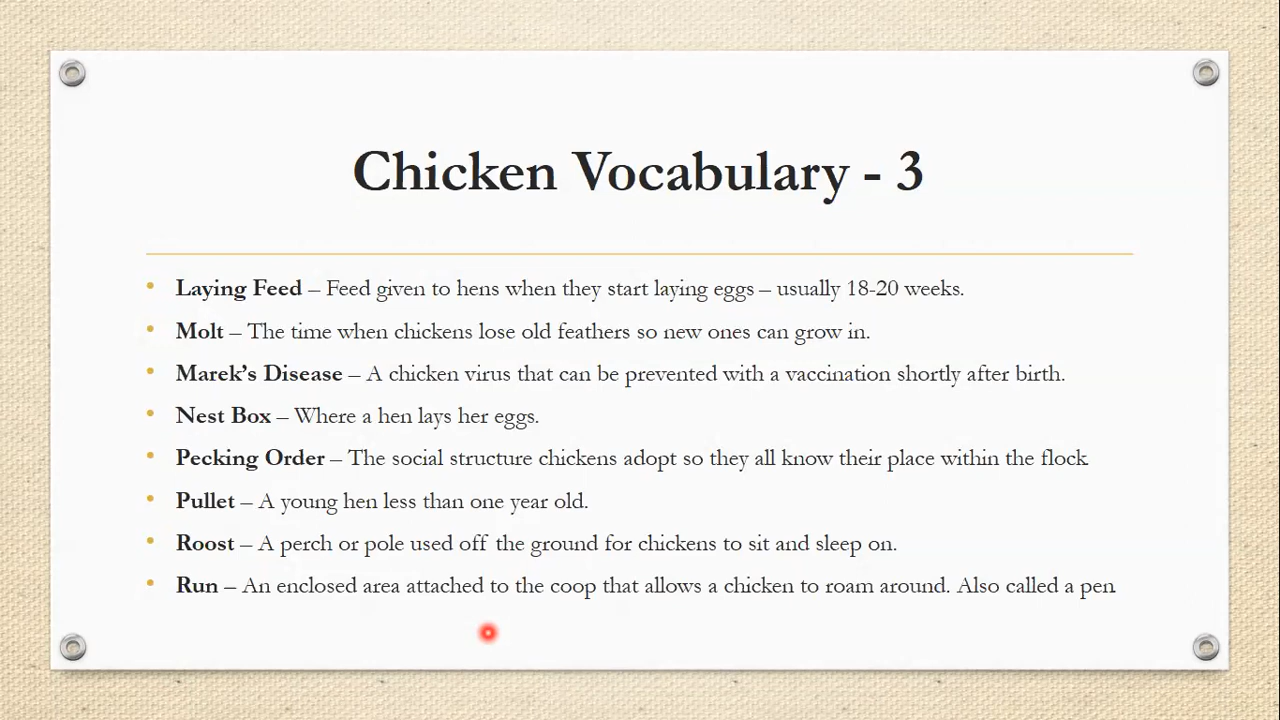 Chicken Vocabulary - 3
• Laying Feed – Feed given to hens when they start laying eggs – usually 18-20 weeks.
• Molt – The time when chickens lose old feathers so new ones can grow in.
• Marek’s Disease – A chicken virus that can be prevented with a vaccination shortly after birth.
• Nest Box – Where a hen lays her eggs.
• Pecking Order – The social structure chickens adopt so they all know their place within the flock.
• Pullet – A young hen less than one year old.
• Roost – A perch or pole used off the ground for chickens to sit and sleep on.
• Run – An enclosed area attached to the coop that allows a chicken to roam around. Also called a pen.